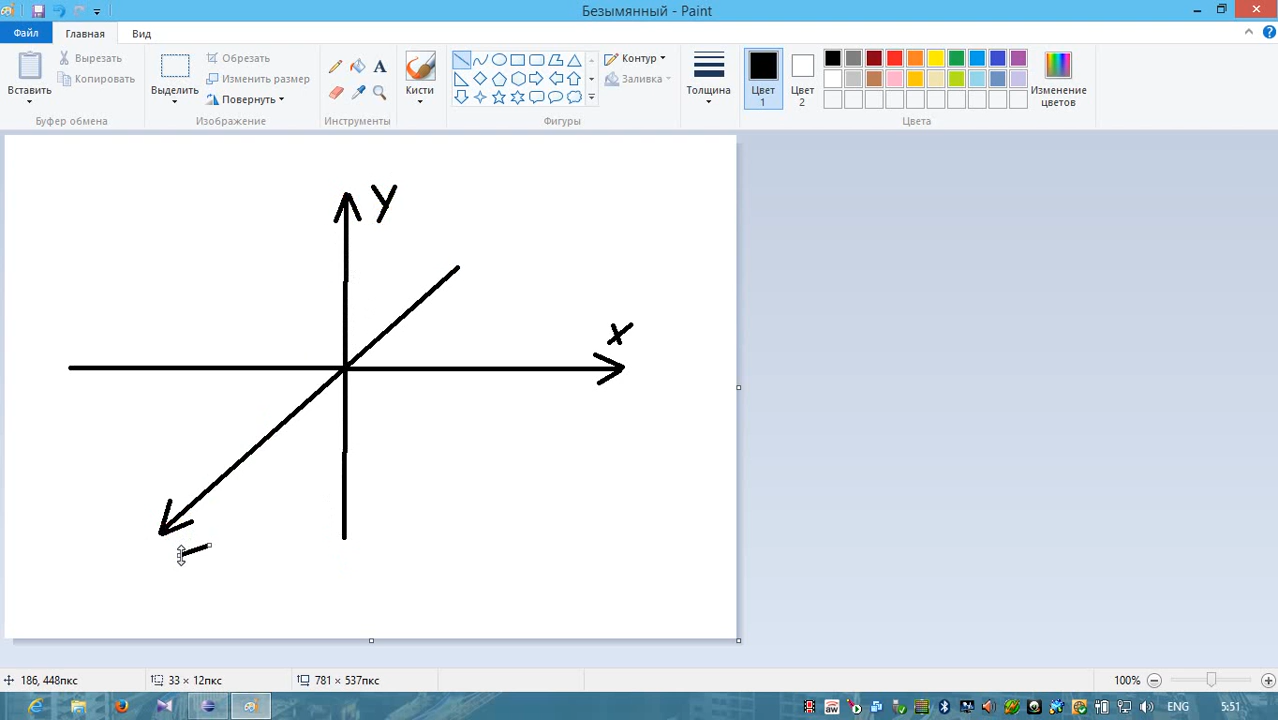 Безымянный - Paint
Файл Главная Вид
Вставить
Вырезать
Копировать
Буфер обмена
Выделить
Обрезать
Изменить размер
Повернуть
Изображение
A
Инструменты
Кисти
Контур
Заливка
Фигуры
Толщина
Цвет 1
Цвет 2
Изменение цветов
Цвета
y
x
186, 448пкс 33 × 12пкс 781 × 537пкс 100%
aw ENG 5:51